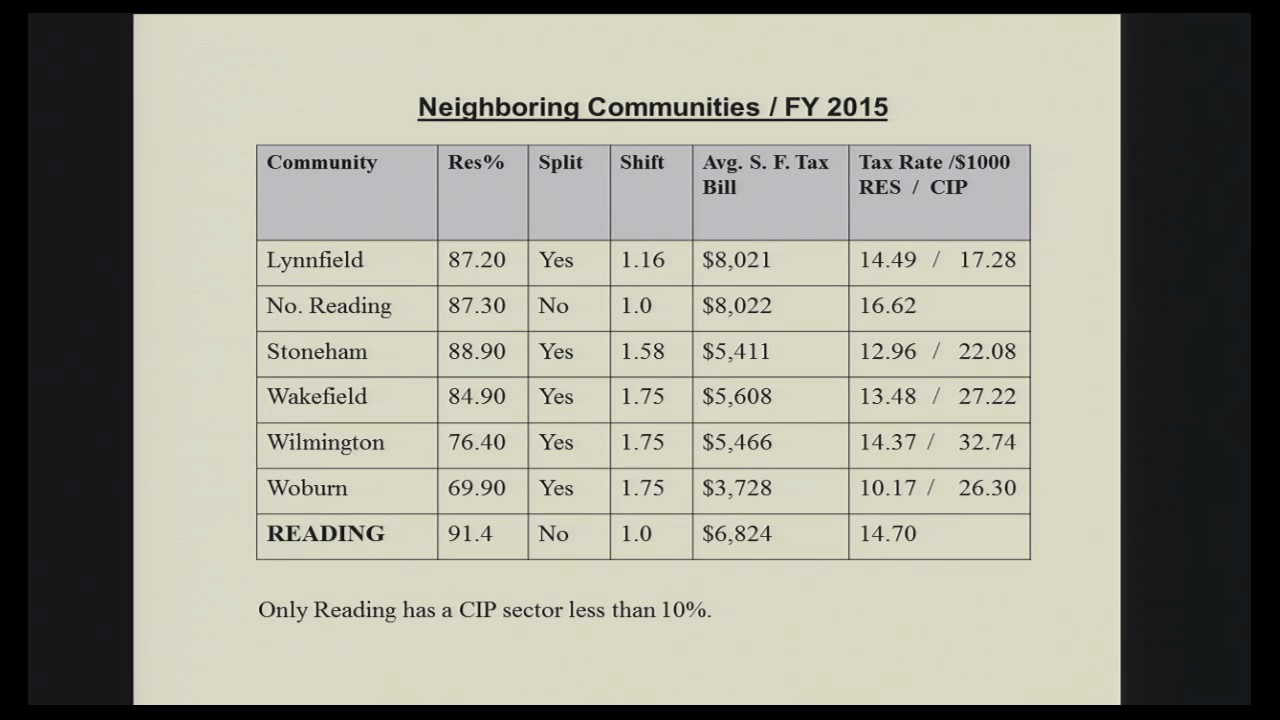 Neighboring Communities / FY 2015
Community Res% Split Shift Avg. S. F. Tax Bill Tax Rate /$1000 RES / CIP
Lynnfield 87.20 Yes 1.16 $8,021 14.49 / 17.28
No. Reading 87.30 No 1.0 $8,022 16.62
Stoneham 88.90 Yes 1.58 $5,411 12.96 / 22.08
Wakefield 84.90 Yes 1.75 $5,608 13.48 / 27.22
Wilmington 76.40 Yes 1.75 $5,466 14.37 / 32.74
Woburn 69.90 Yes 1.75 $3,728 10.17 / 26.30
READING 91.4 No 1.0 $6,824 14.70
Only Reading has a CIP sector less than 10%.